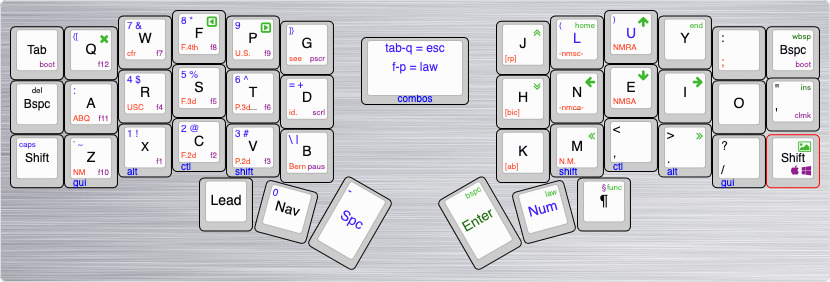 Tab
boot
{[
Q
f12
7 &
W
cfr f7
8 *
F
F.4th f8
9
P
U.S. f9
]}
G
see pscr
tab-q = esc
f-p = law
combos
J
[rp]
( home
L
-nmsc-
)
U
NMRA
end
Y
:
;
wbsp
Bspc
boot
del
Bspc
:
A
ABQ f11
4 $
R
USC f4
5 %
S
F.3d f5
6 ^
T
P.3d... f6
= +
D
id. scrl
H
[bic]
N
-nmca-
E
NMSA
I
O
" ins
'
clmk
caps
Shift
` ~
Z
NM f10
gui
1 !
X
f1
alt
2 @
C
F.2d f2
ctl
3 #
V
P.2d f3
shift
\ |
B
Bern paus
K
[ab]
M
N.M.
shift
<
,
ctl
>
.
alt
?
/
gui
Shift
Lead
0
Nav
-
Spc
bspc
Enter
law
Num
§ func
¶